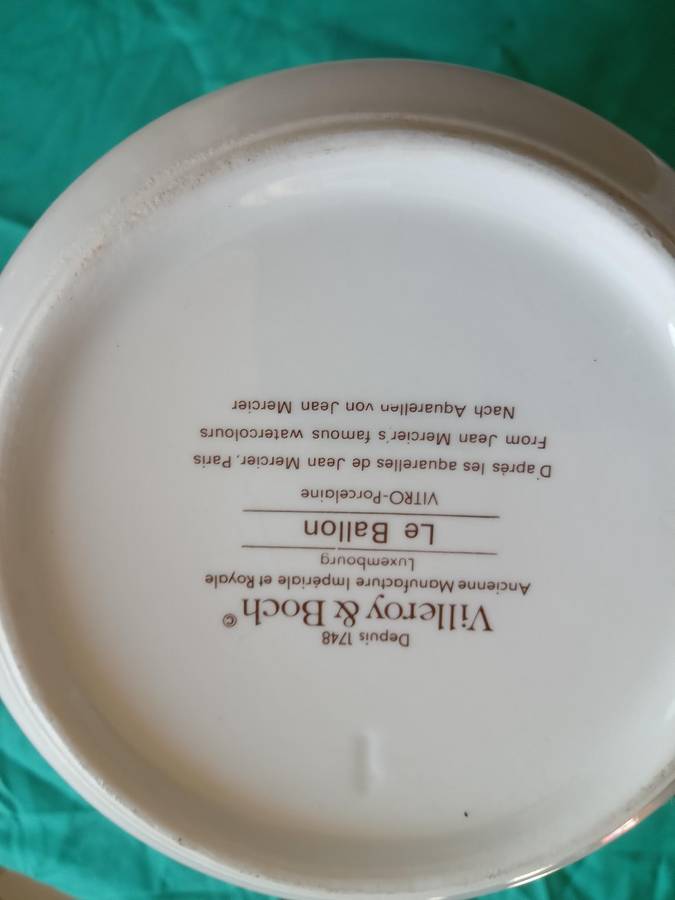 Depuis 1748
Villeroy & Boch ©
Ancienne Manufacture Impériale et Royale
Luxembourg
Le Ballon
VITRO-Porcelaine
D'après les aquarelles de Jean Mercier, Paris
From Jean Mercier's famous watercolours
Nach Aquarellen von Jean Mercier